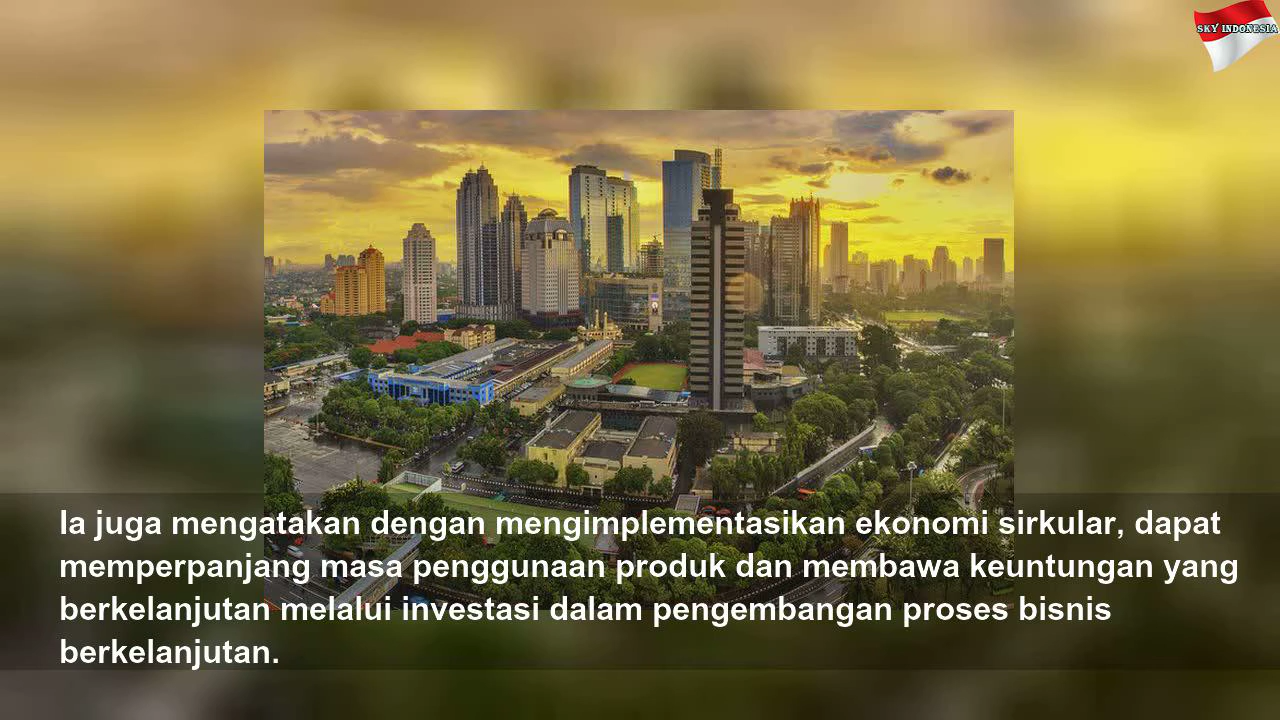 SKY INDONESIA
Ia juga mengatakan dengan mengimplementasikan ekonomi sirkular, dapat
memperpanjang masa penggunaan produk dan membawa keuntungan yang
berkelanjutan melalui investasi dalam pengembangan proses bisnis
berkelanjutan.